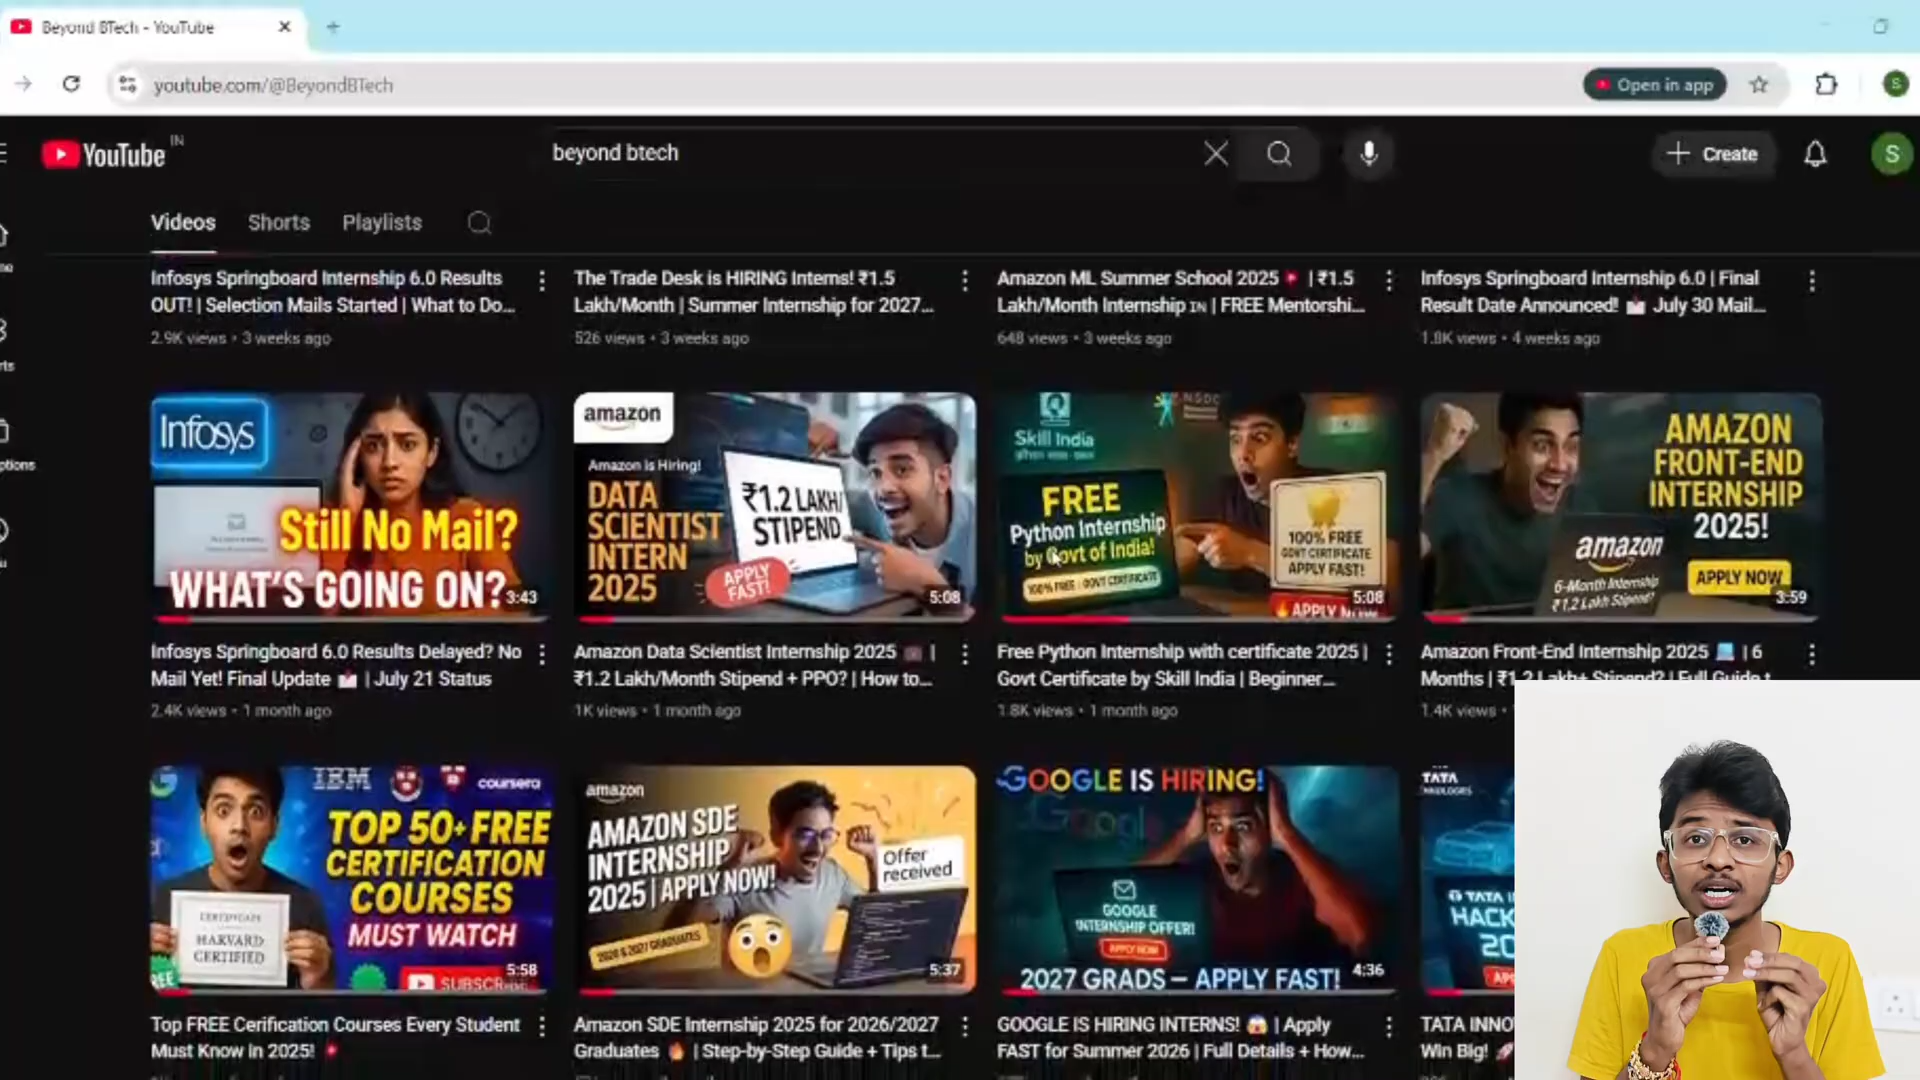 Beyond BTech - YouTube
youtube.com/@BeyondBTech
Open in app
S
YouTube
IN
beyond btech
Create
S
Videos
Shorts
Playlists
Infosys Springboard Internship 6.0 Results
OUT! | Selection Mails Started | What to Do...
2.9K views • 3 weeks ago
The Trade Desk is HIRING Interns! ₹1.5
Lakh/Month | Summer Internship for 2027...
526 views • 3 weeks ago
Amazon ML Summer School 2025 | ₹1.5
Lakh/Month Internship IN | FREE Mentorshi...
648 views • 3 weeks ago
Infosys Springboard Internship 6.0 | Final
Result Date Announced! July 30 Mail...
1.8K views • 4 weeks ago
Infosys
Still No Mail?
WHAT'S GOING ON?
3:43
amazon
Amazon is Hiring!
DATA
SCIENTIST
INTERN
2025
₹1.2 LAKH/
STIPEND
APPLY
FAST!
5:08
Skill India
NSDC
FREE
Python Internship
by Govt of India!
100% FREE | GOVT CERTIFICATE
100% FREE
GOVT CERTIFICATE
APPLY FAST!
APPLY NOW
5:08
AMAZON
FRONT-END
INTERNSHIP
2025!
amazon
6-Month Internship
₹1.2 Lakh Stipend?
APPLY NOW
3:59
Infosys Springboard 6.0 Results Delayed? No
Mail Yet! Final Update | July 21 Status
2.4K views • 1 month ago
Amazon Data Scientist Internship 2025 |
₹1.2 Lakh/Month Stipend + PPO? | How to...
1K views • 1 month ago
Free Python Internship with certificate 2025 |
Govt Certificate by Skill India | Beginner...
1.8K views • 1 month ago
Amazon Front-End Internship 2025 | 6
Months | ₹1.2 Lakh+ Stipend? | Full Guide t
1.4K views •
IBM
coursera
TOP 50+ FREE
CERTIFICATION
COURSES
MUST WATCH
CERTIFICATE
HARVARD
CERTIFIED
SUBSCR
5:58
amazon
AMAZON SDE
INTERNSHIP
2025 | APPLY NOW!
Offer
received
2026 & 2027 GRADUATES
5:37
GOOGLE IS HIRING!
Google
GOOGLE
INTERNSHIP OFFER!
APPLY NOW
2027 GRADS – APPLY FAST!
4:36
TATA
TATA
HACK
20
Top FREE Cerification Courses Every Student
Must Know in 2025!
Amazon SDE Internship 2025 for 2026/2027
Graduates | Step-by-Step Guide + Tips t...
GOOGLE IS HIRING INTERNS! | Apply
FAST for Summer 2026 | Full Details + How...
TATA INNO
Win Big!